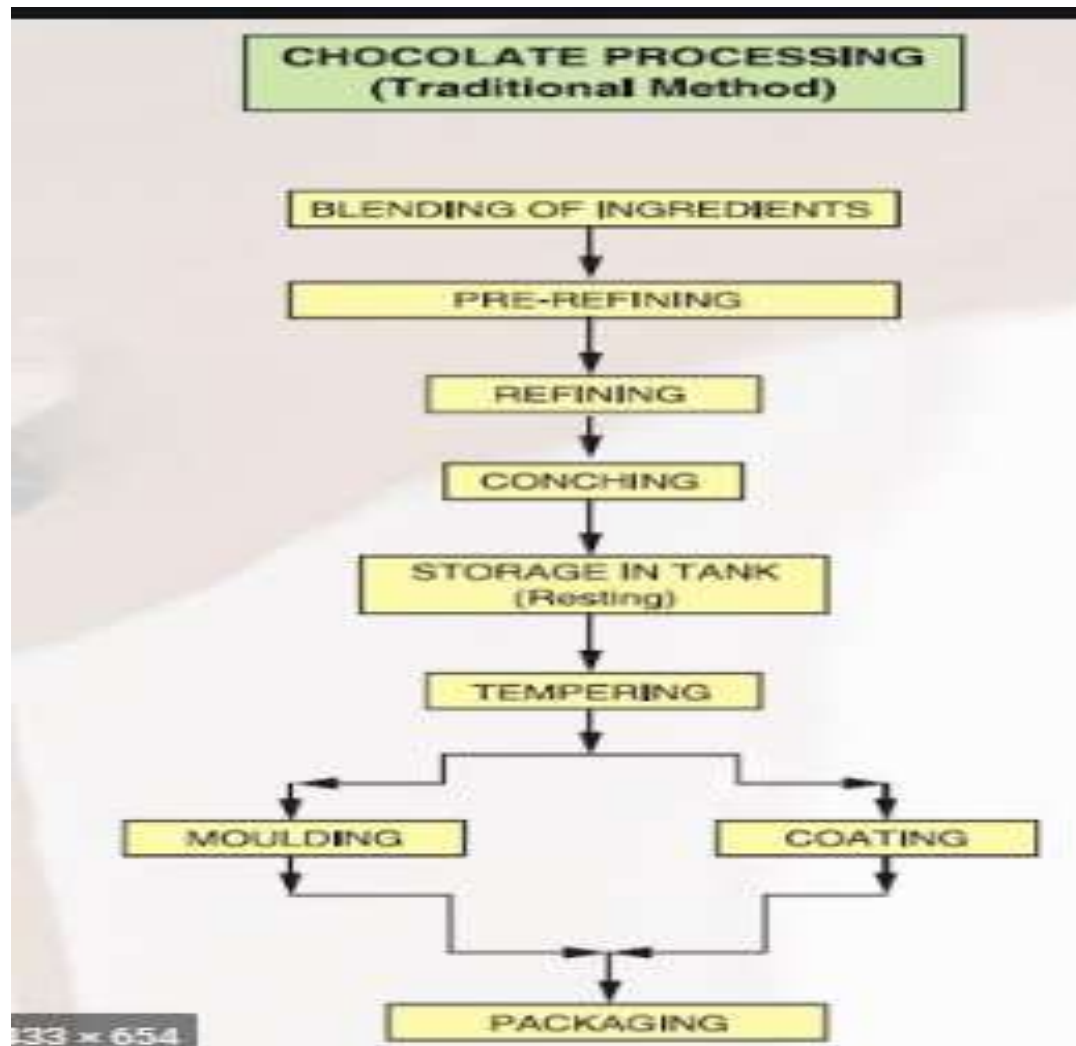 CHOCOLATE PROCESSING
(Traditional Method)
BLENDING OF INGREDIENTS
PRE-REFINING
REFINING
CONCHING
STORAGE IN TANK
(Resting)
TEMPERING
MOULDING
COATING
PACKAGING
433 × 654